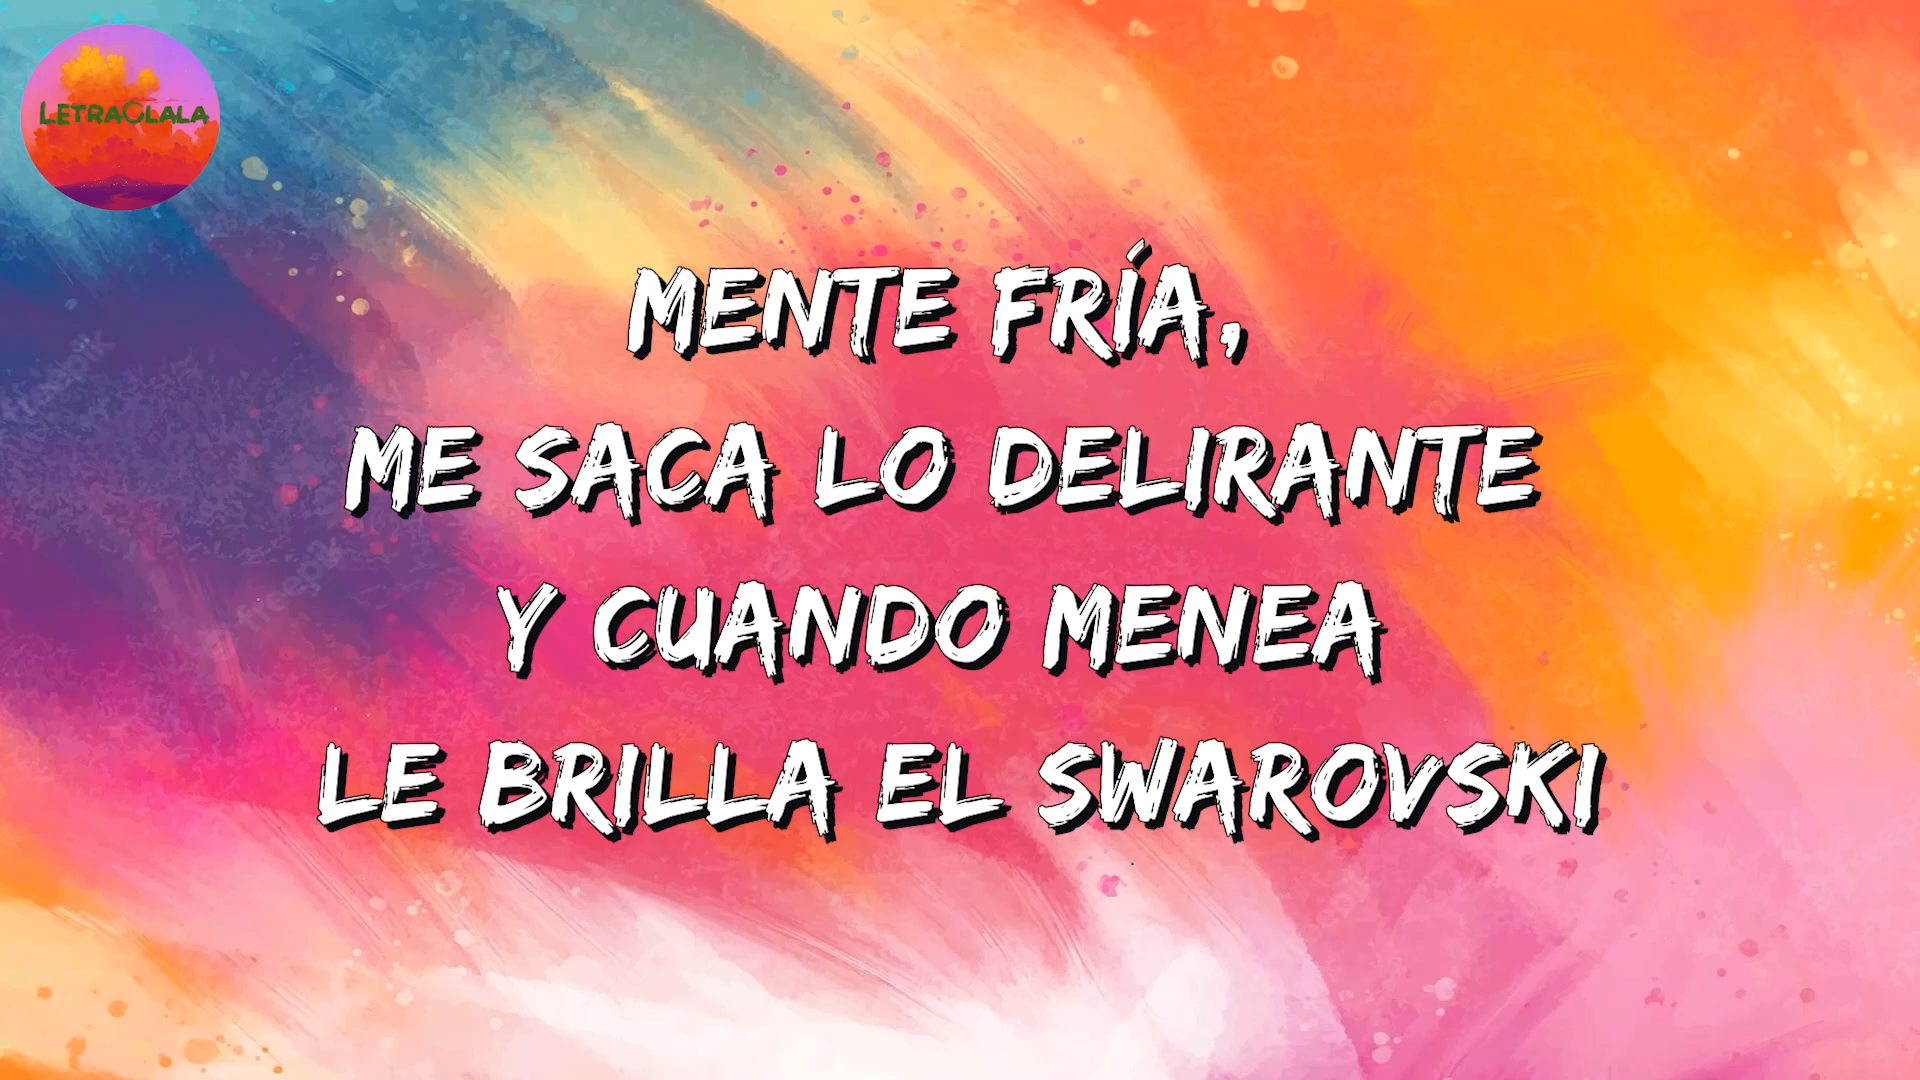 LETRAOLALA
MENTE FRÍA,
ME SACA LO DELIRANTE
Y CUANDO MENEA
LE BRILLA EL SWAROVSKI